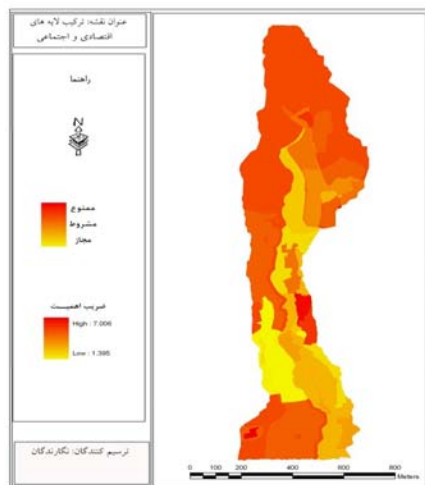 عنوان نقشه: ترکیب لایه های
اقتصادی و اجتماعی
راهنما
N
ممنوع
مشروط
مجاز
ضریب اهمیت
High : 7.006
Low : 1.395
ترسیم کنندگان: نگارندگان
0 100 200 400 600 800
Meters